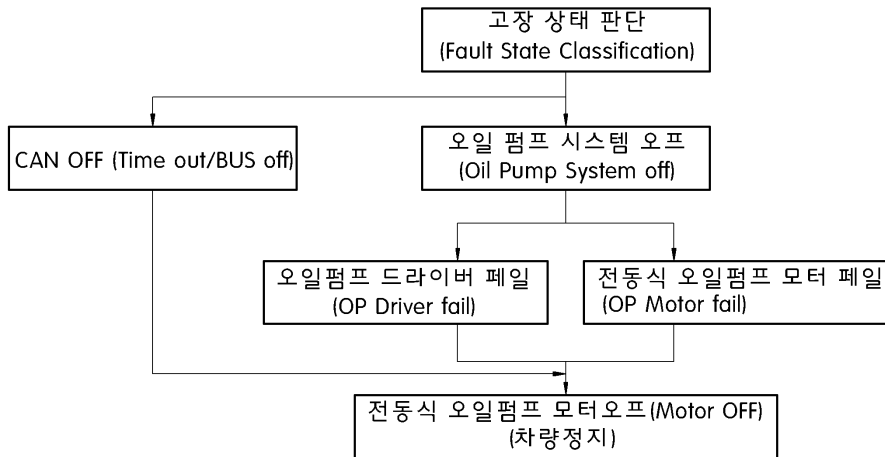 고장 상태 판단
(Fault State Classification)
CAN OFF (Time out/BUS off)
오일 펌프 시스템 오프
(Oil Pump System off)
오일펌프 드라이버 페일
(OP Driver fail)
전동식 오일펌프 모터 페일
(OP Motor fail)
전동식 오일펌프 모터오프(Motor OFF)
(차량정지)